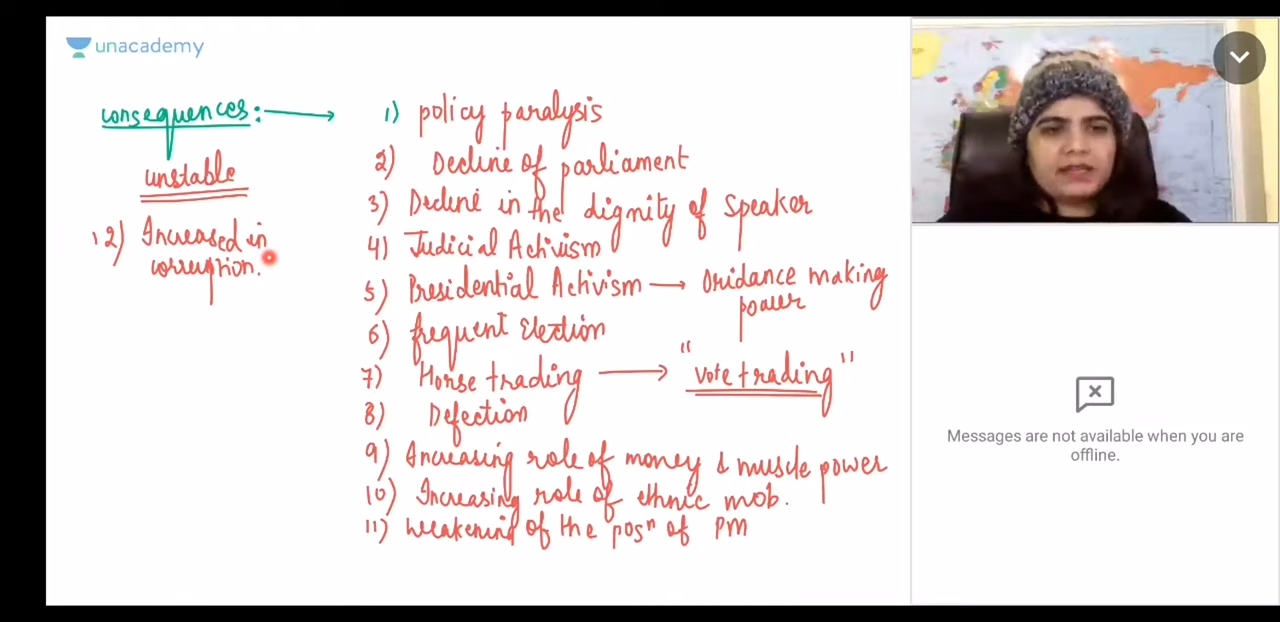 unacademy
consequences: →
unstable
12) Increased in
corruption.
1) policy paralysis
2) Decline of parliament
3) Decline in the dignity of Speaker
4) Judicial Activism
5) Presidential Activism → Oridance making
power
6) frequent Election
7) Horse trading → "vote trading"
8) Defection
9) Increasing role of money & muscle power
10) Increasing role of ethnic mob.
11) Weakening of the posⁿ of PM
Messages are not available when you are
offline.